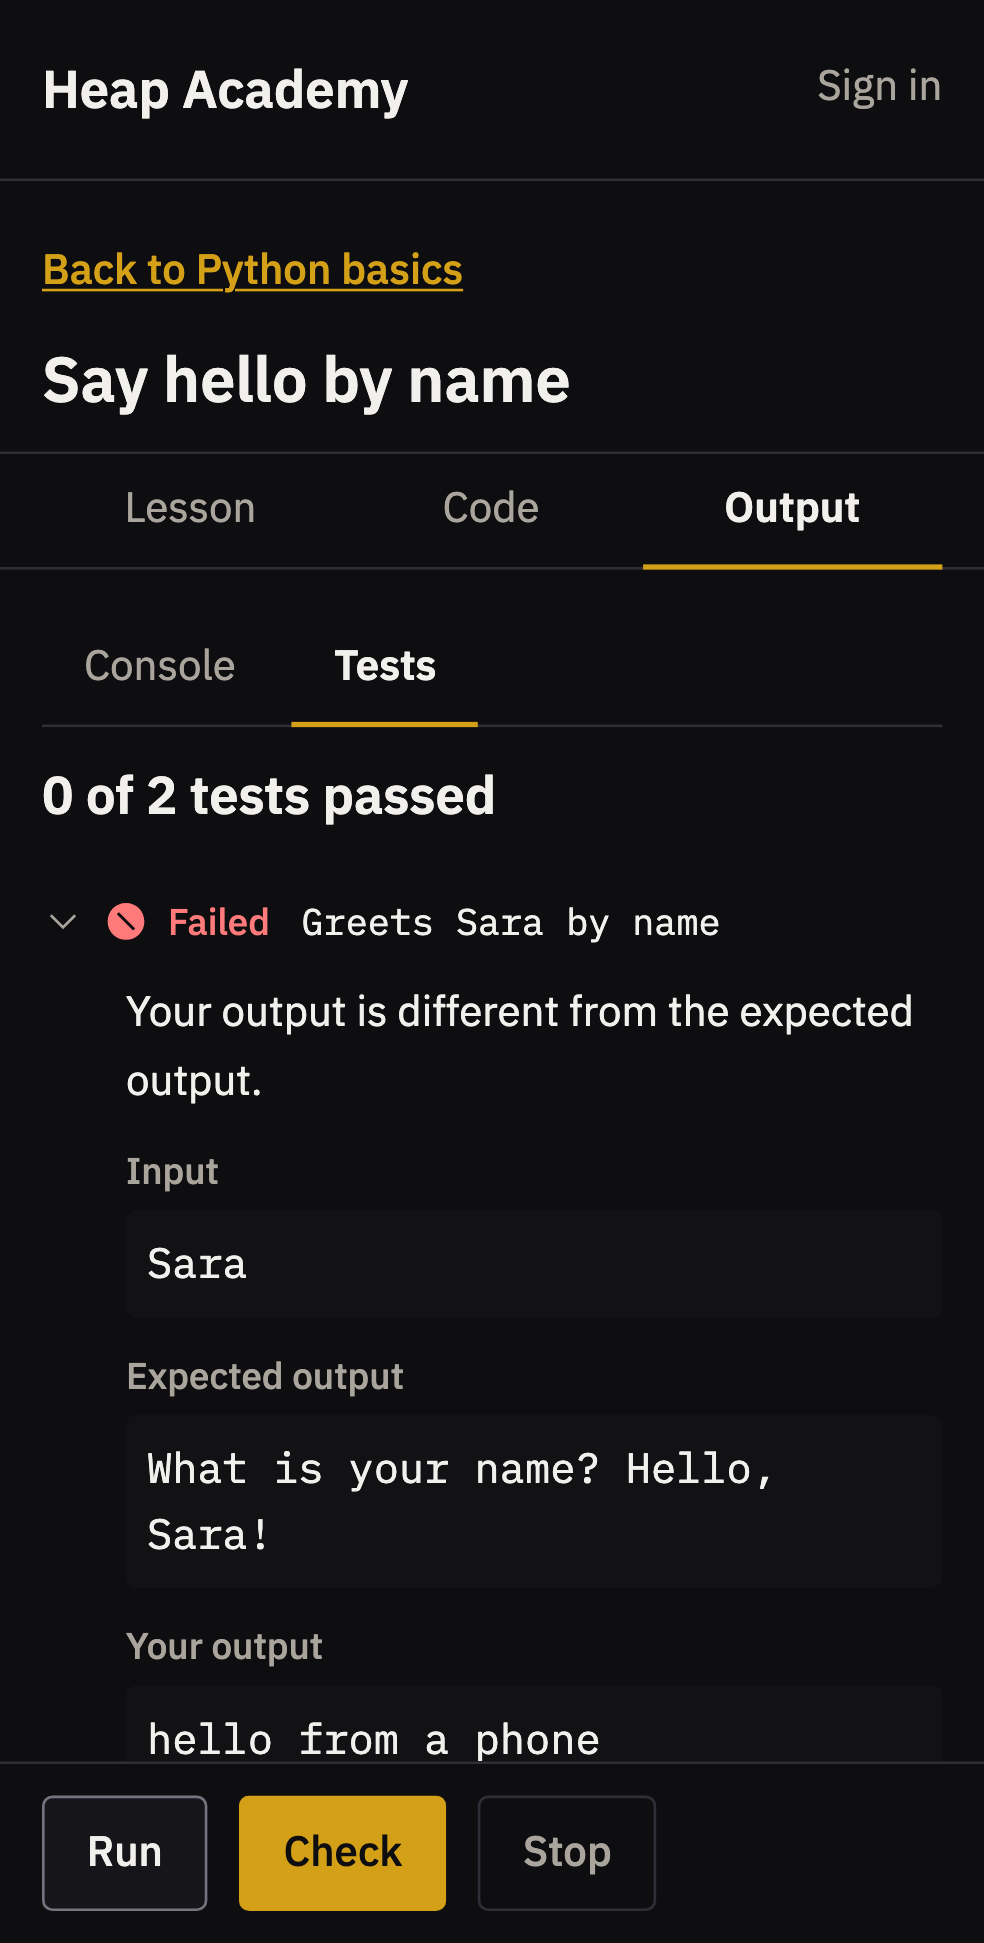 Heap Academy
Sign in
Back to Python basics
Say hello by name
Lesson Code Output
Console Tests
0 of 2 tests passed
Failed Greets Sara by name
Your output is different from the expected
output.
Input
Sara
Expected output
What is your name? Hello,
Sara!
Your output
hello from a phone
Run Check Stop